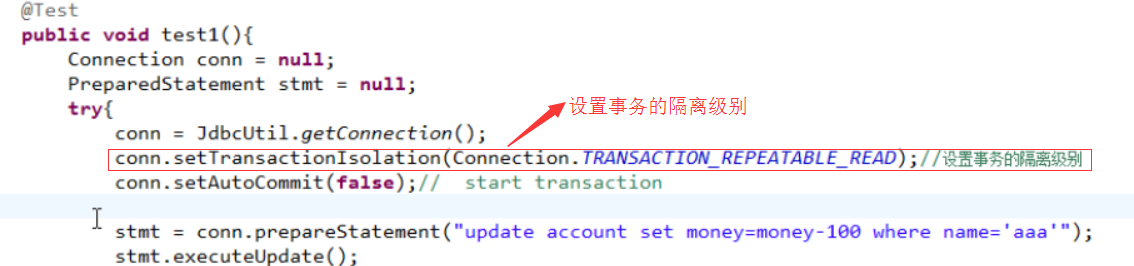 @Test
public void test1(){
Connection conn = null;
PreparedStatement stmt = null;
try{
设置事务的隔离级别
conn = JdbcUtil.getConnection();
conn.setTransactionIsolation(Connection.TRANSACTION_REPEATABLE_READ);//设置事务的隔离级别
conn.setAutoCommit(false);//  start transaction
stmt = conn.prepareStatement("update account set money=money-100 where name='aaa'");
stmt.executeUpdate();